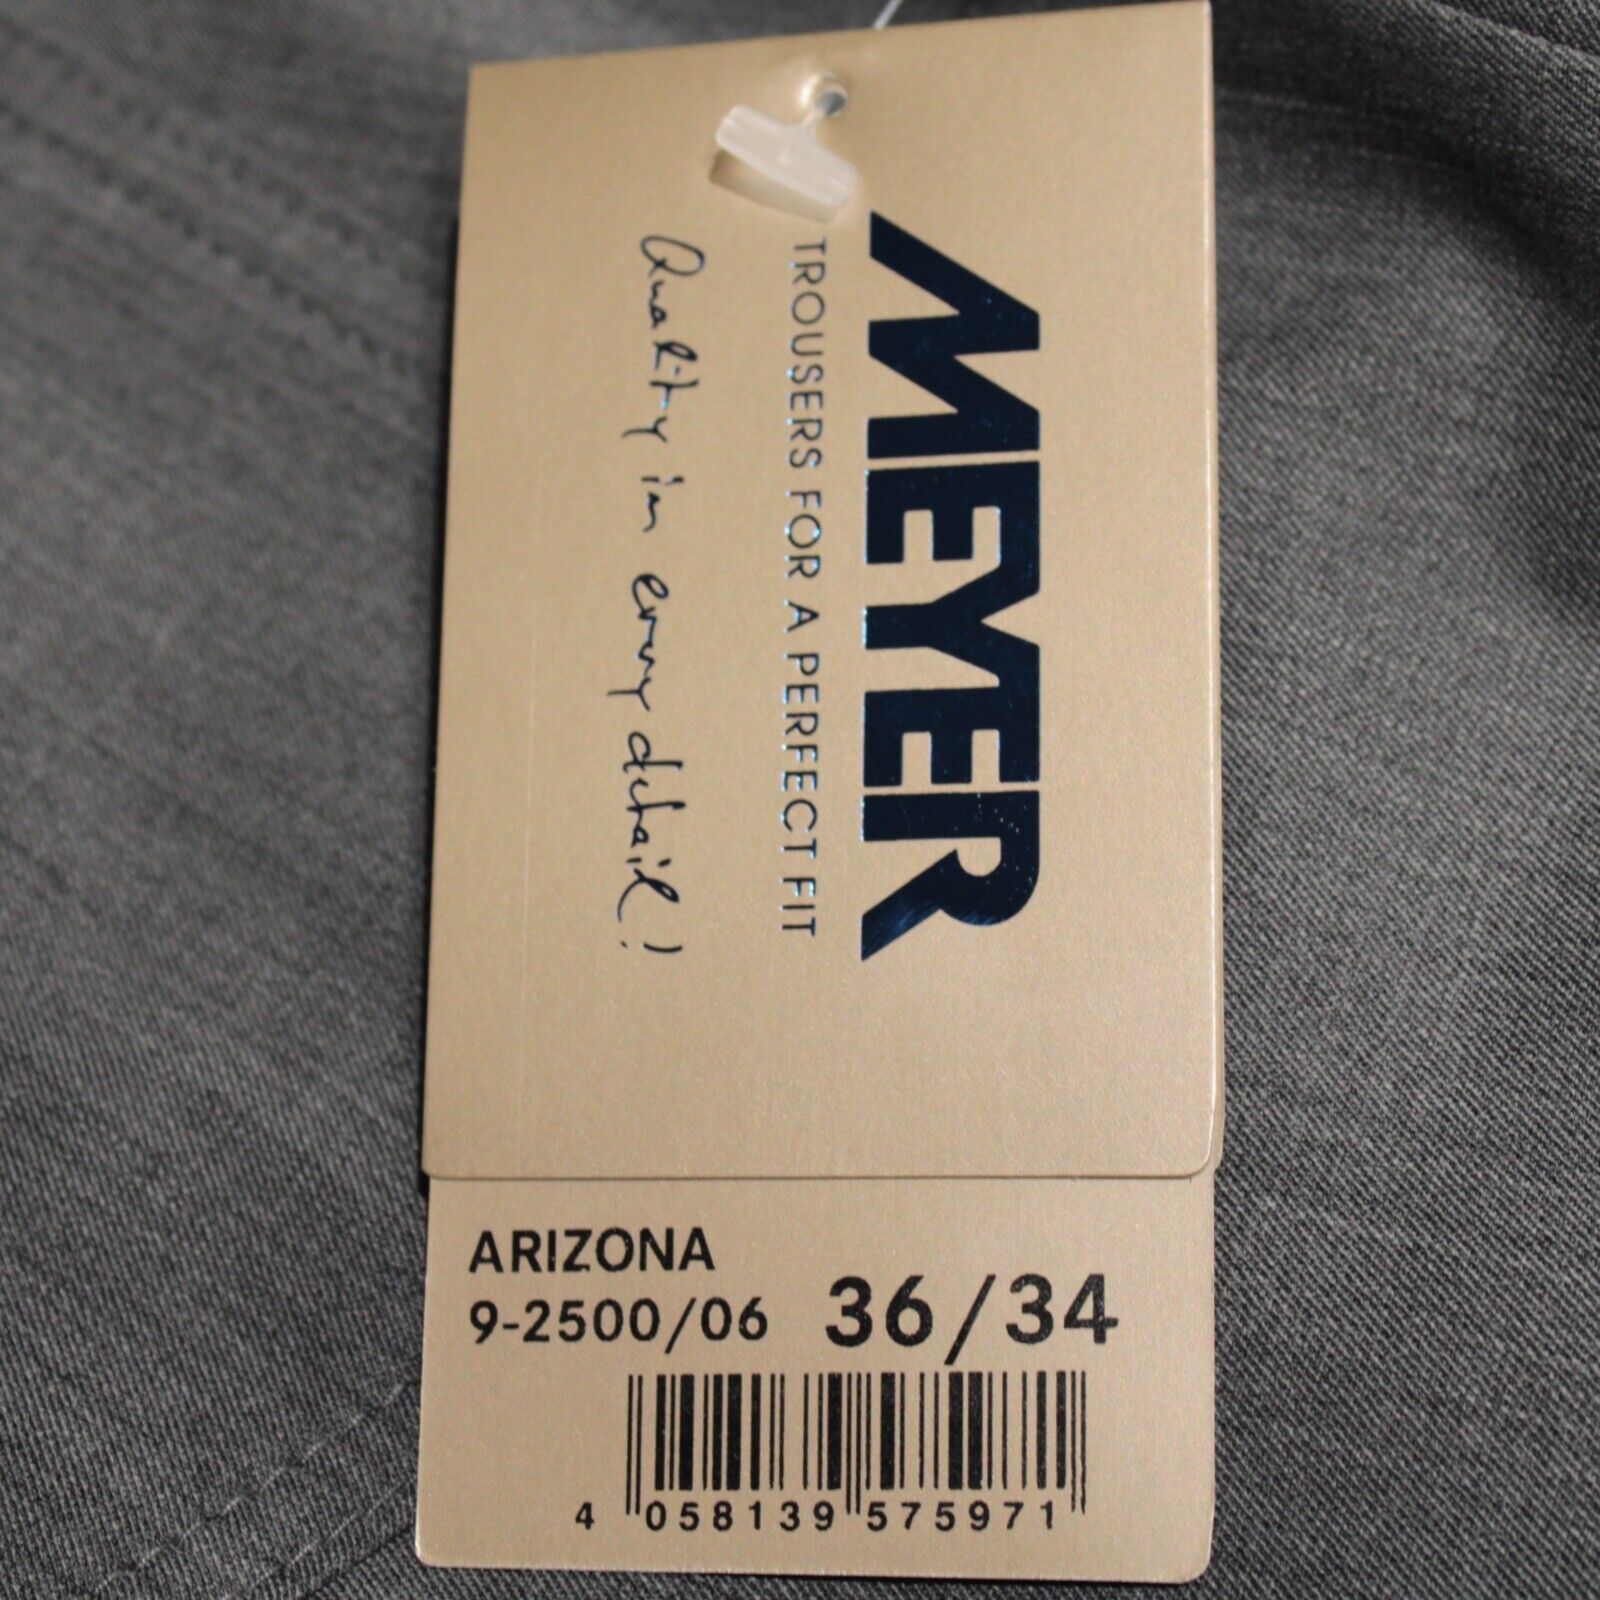 MEYER
TROUSERS FOR A PERFECT FIT
Quality in every detail!
ARIZONA
9-2500/06 36/34
4 058139 575971